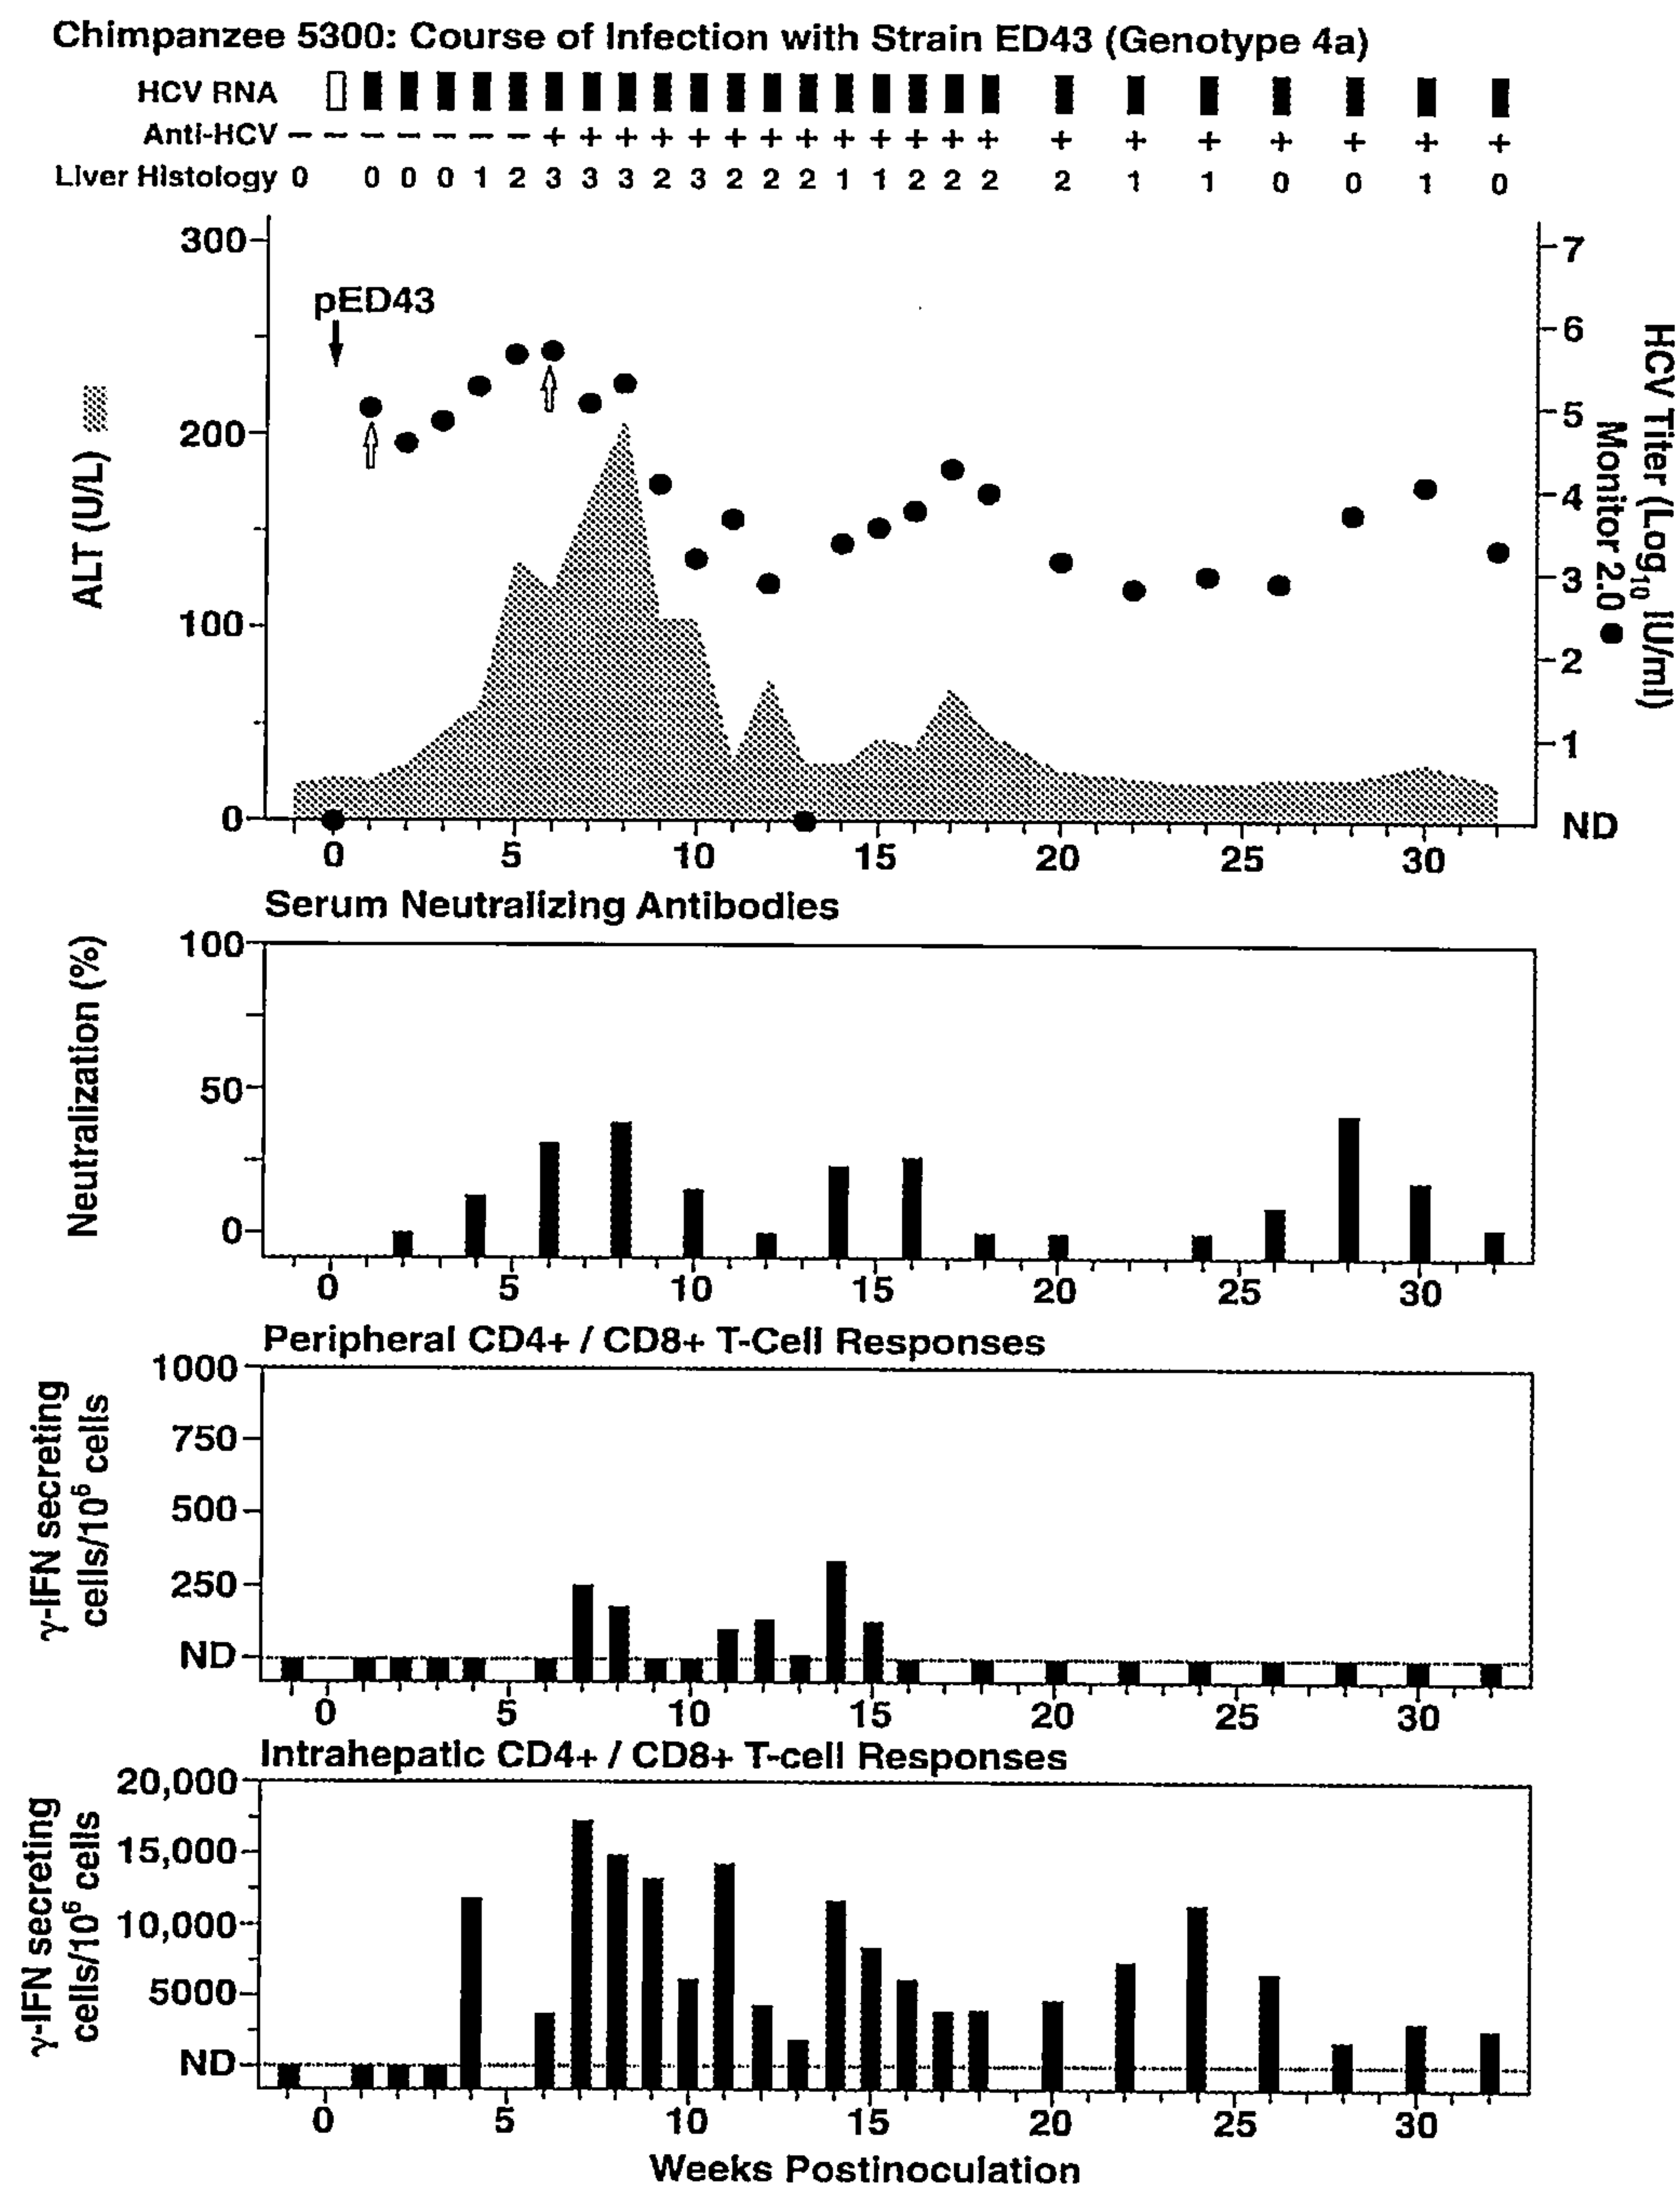 Chimpanzee 5300: Course of Infection with Strain ED43 (Genotype 4a)
HCV RNA
Anti-HCV − − − − − − − + + + + + + + + + + + + + + + + + + + +
Liver Histology 0 0 0 0 1 2 3 3 3 2 3 2 2 2 1 1 2 2 2 2 1 1 0 0 1 0
300
200
100
0
ALT (U/L)
pED43
7
6
5
4
3
2
1
ND
HCV Titer (Log10 IU/ml)
Monitor 2.0
0 5 10 15 20 25 30
Serum Neutralizing Antibodies
100
50
0
Neutralization (%)
0 5 10 15 20 25 30
Peripheral CD4+ / CD8+ T-Cell Responses
1000
750
500
250
ND
γ-IFN secreting
cells/10⁶ cells
0 5 10 15 20 25 30
Intrahepatic CD4+ / CD8+ T-cell Responses
20,000
15,000
10,000
5000
ND
γ-IFN secreting
cells/10⁶ cells
0 5 10 15 20 25 30
Weeks Postinoculation